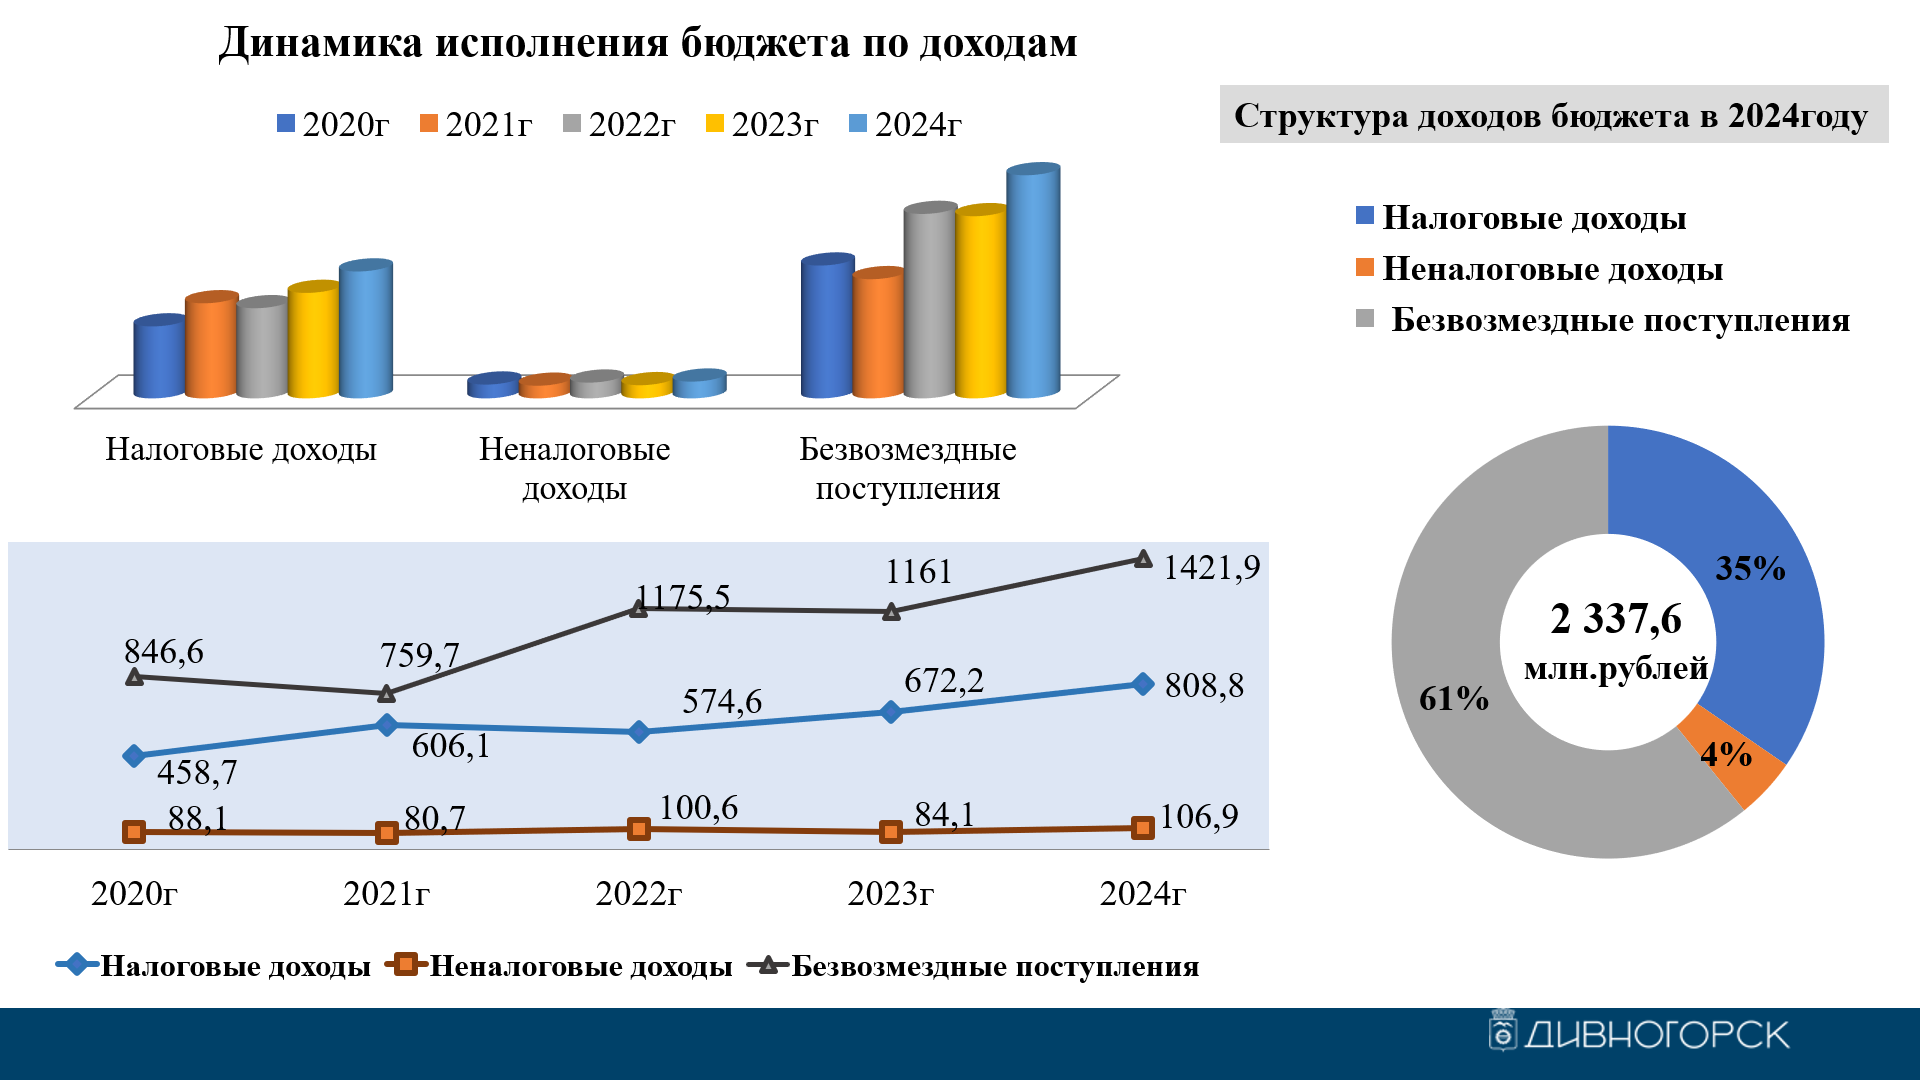 Динамика исполнения бюджета по доходам
2020г 2021г 2022г 2023г 2024г
Налоговые доходы
Неналоговые
доходы
Безвозмездные
поступления
Структура доходов бюджета в 2024году
Налоговые доходы
Неналоговые доходы
Безвозмездные поступления
35%
4%
61%
2 337,6
млн.рублей
846,6 759,7 1175,5 1161 1421,9
458,7 606,1 574,6 672,2 808,8
88,1 80,7 100,6 84,1 106,9
2020г 2021г 2022г 2023г 2024г
Налоговые доходы Неналоговые доходы Безвозмездные поступления
ДИВНОГОРСК